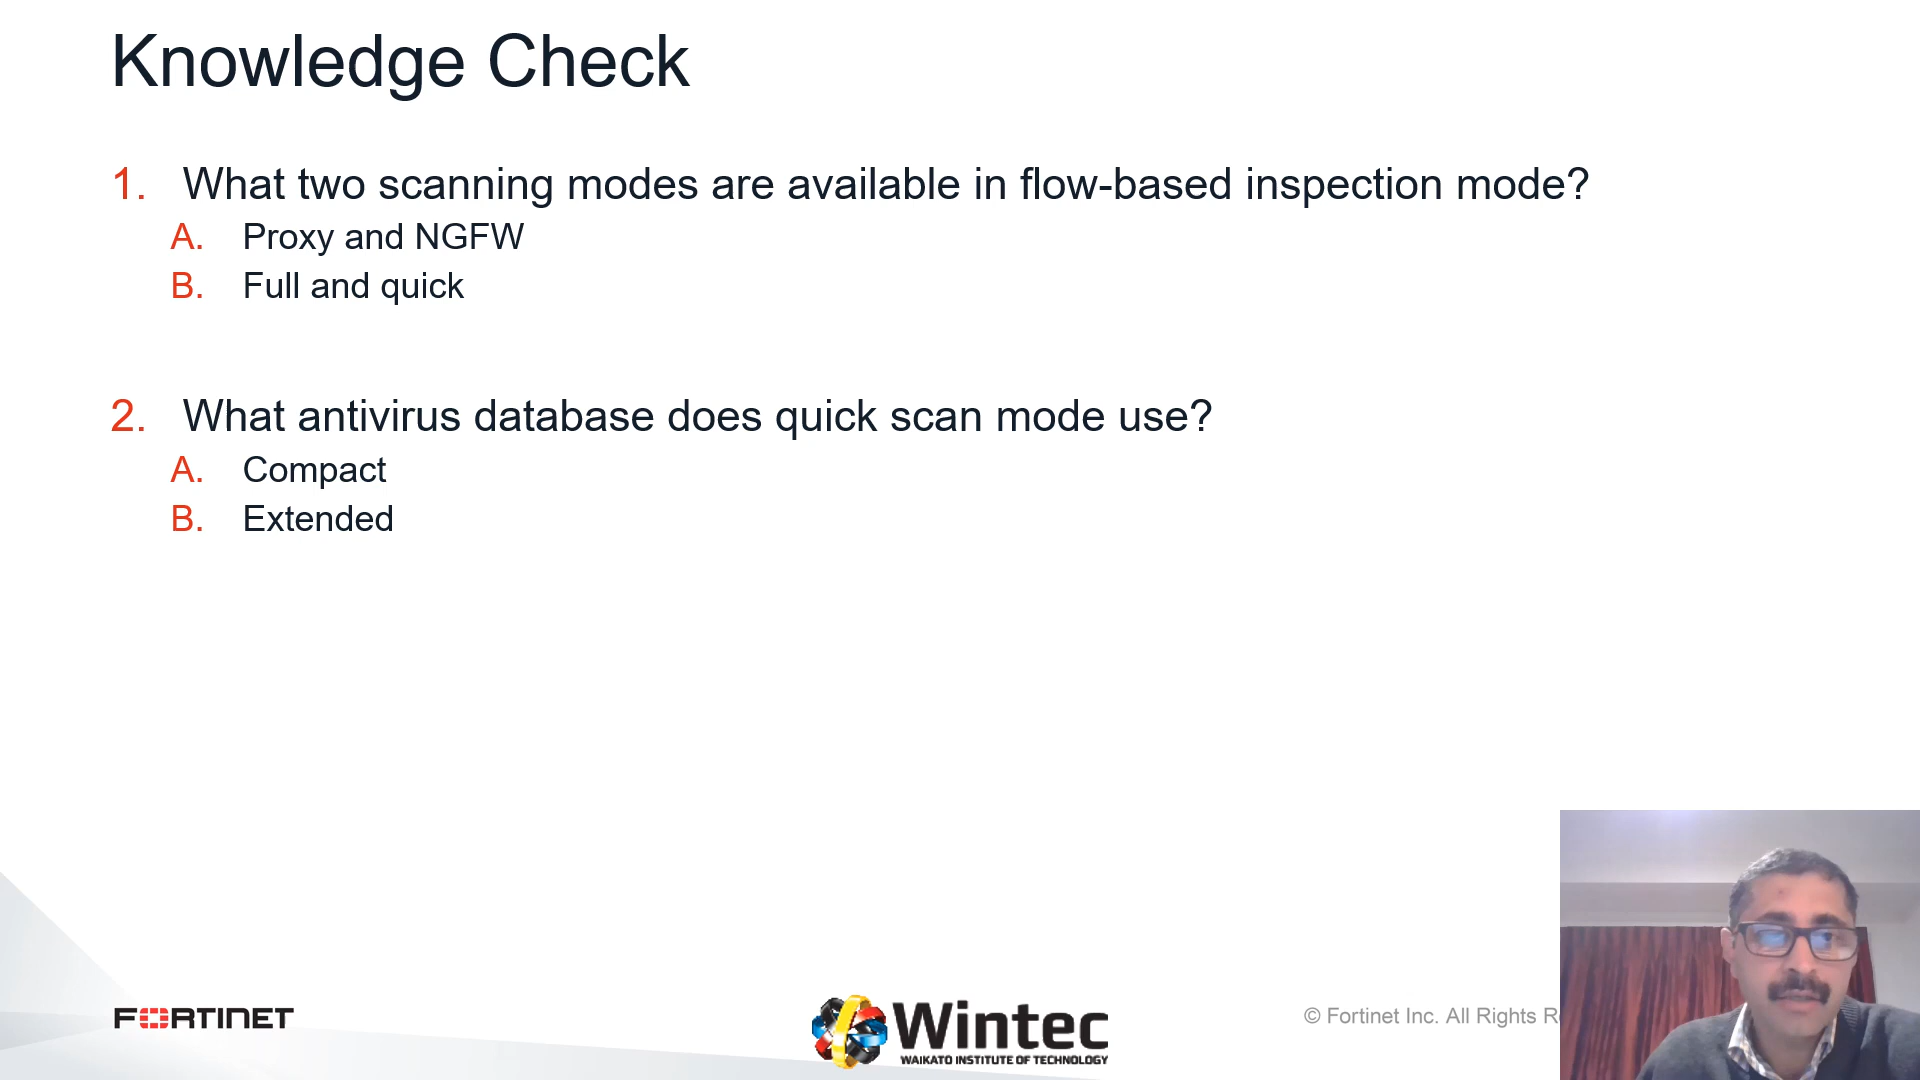 Knowledge Check
1. What two scanning modes are available in flow-based inspection mode?
A. Proxy and NGFW
B. Full and quick
2. What antivirus database does quick scan mode use?
A. Compact
B. Extended
FORTINET
Wintec
WAIKATO INSTITUTE OF TECHNOLOGY
© Fortinet Inc. All Rights